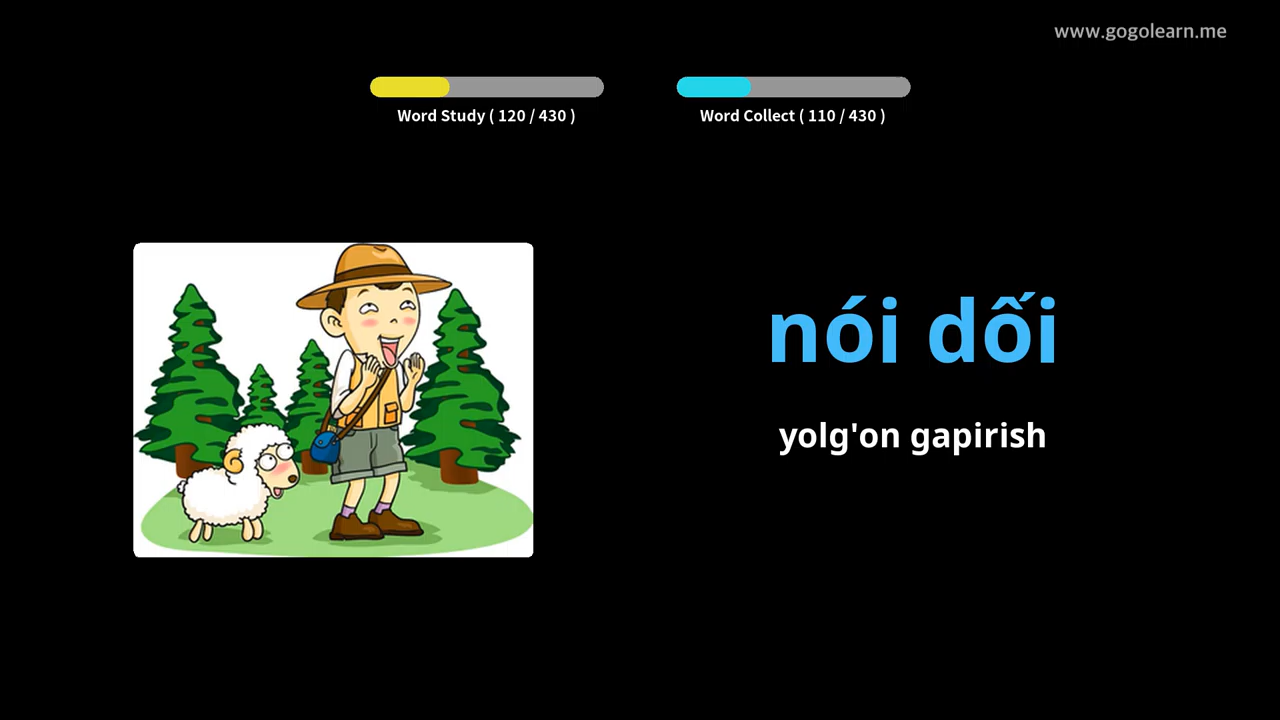 www.gogolearn.me
Word Study ( 120 / 430 )
Word Collect ( 110 / 430 )
nói dối
yolg'on gapirish